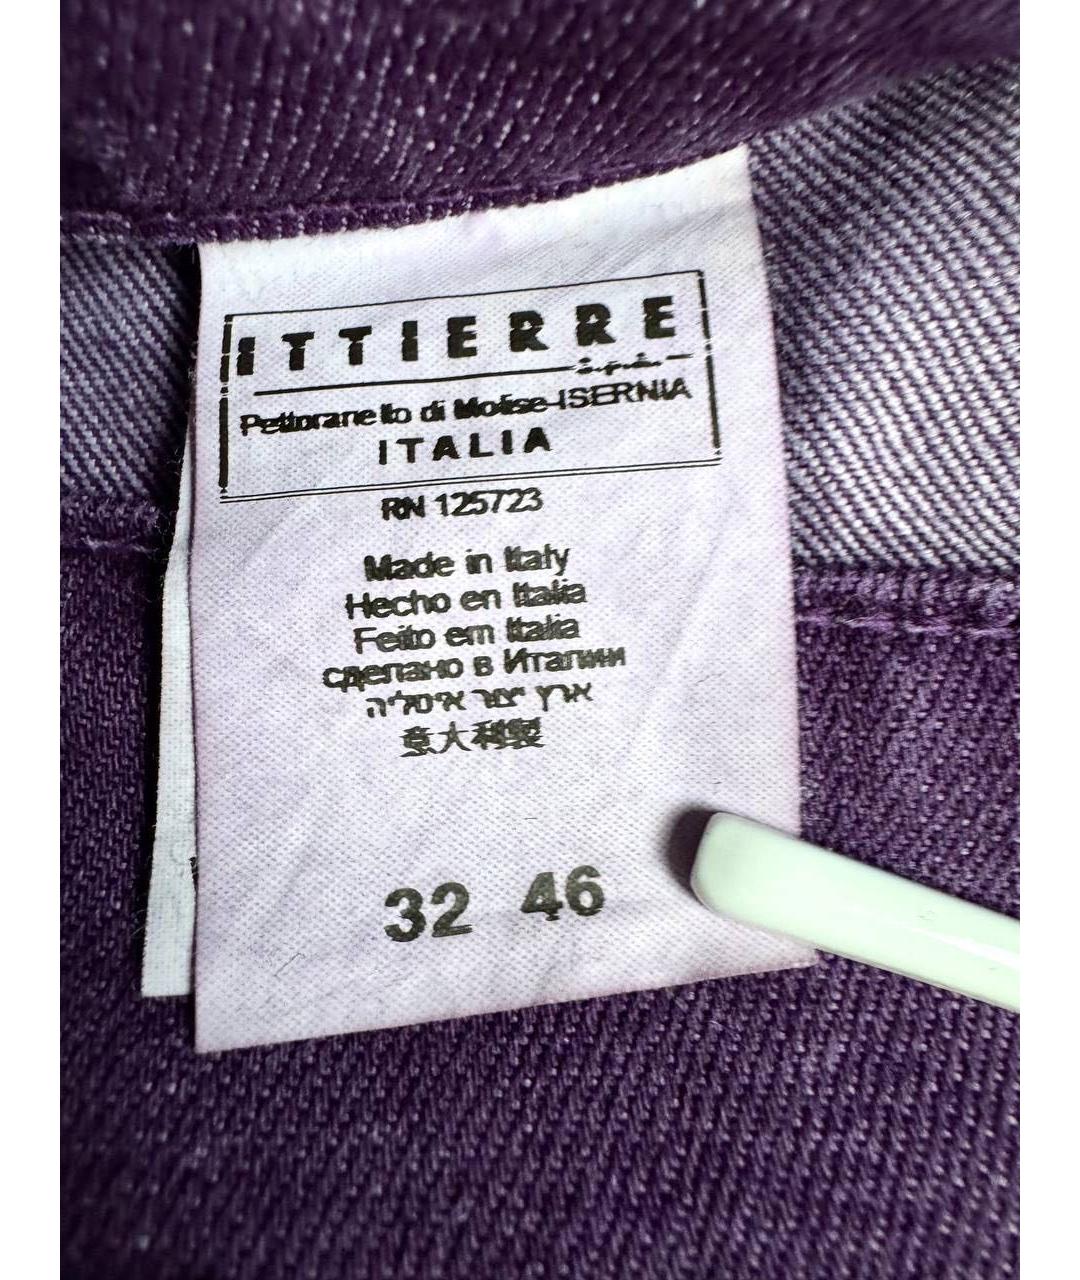 ITTIERRE
S.p.A.
Pettoranello di Molise-ISERNIA
ITALIA
RN 125723
Made in Italy
Hecho en Italia
Feito em Italia
сделано в Италии
ארץ יצור איטליה
意大利製
32 46